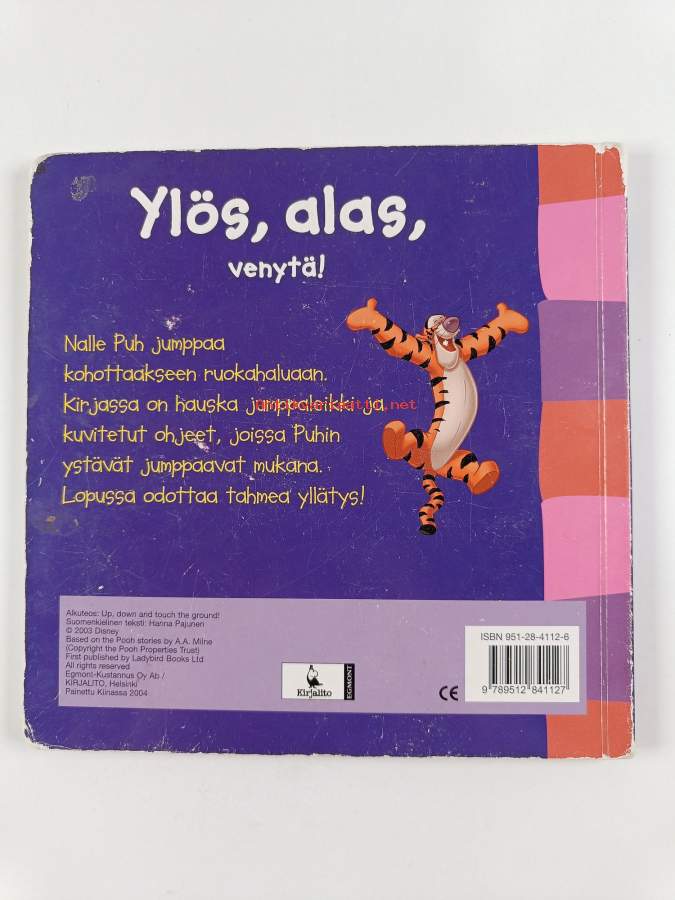 Ylös, alas,
venytä!
Nalle Puh jumppaa
kohottaakseen ruokahaluaan.
Kirjassa on hauska jumppaleikki ja
kuvitetut ohjeet, joissa Puhin
ystävät jumppaavat mukana.
Lopussa odottaa tahmea yllätys!
Alkuteos: Up, down and touch the ground!
Suomenkielinen teksti: Hanna Pajunen
© 2003 Disney
Based on the Pooh stories by A.A. Milne
(Copyright the Pooh Properties Trust)
First published by Ladybird Books Ltd
All rights reserved
Egmont-Kustannus Oy Ab /
KIRJALITO, Helsinki
Painettu Kiinassa 2004
Kirjalito
EGMONT
CE
ISBN 951-28-4112-6
9 789512 841127